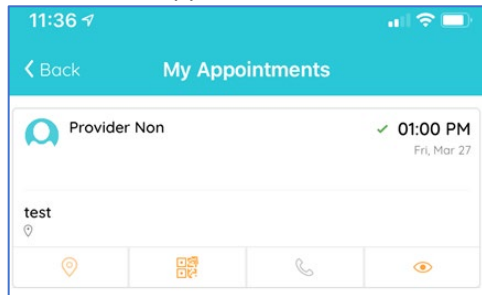 11:36
Back
My Appointments
Provider Non
01:00 PM
Fri, Mar 27
test